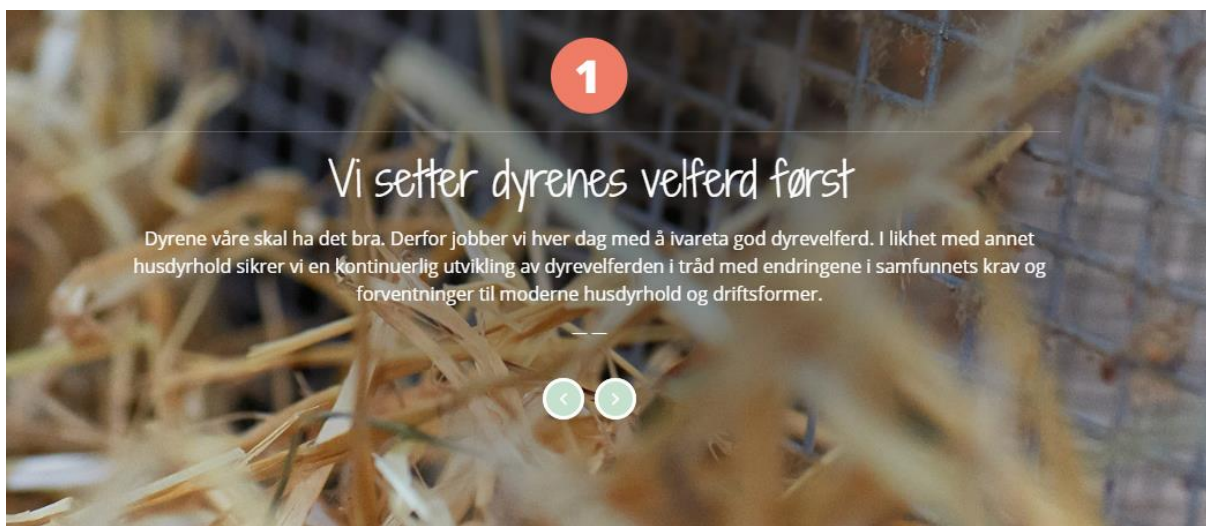 1
Vi setter dyrenes velferd først
Dyrene våre skal ha det bra. Derfor jobber vi hver dag med å ivareta god dyrevelferd. I likhet med annet
husdyrhold sikrer vi en kontinuerlig utvikling av dyrevelferden i tråd med endringene i samfunnets krav og
forventninger til moderne husdyrhold og driftsformer.
__ __